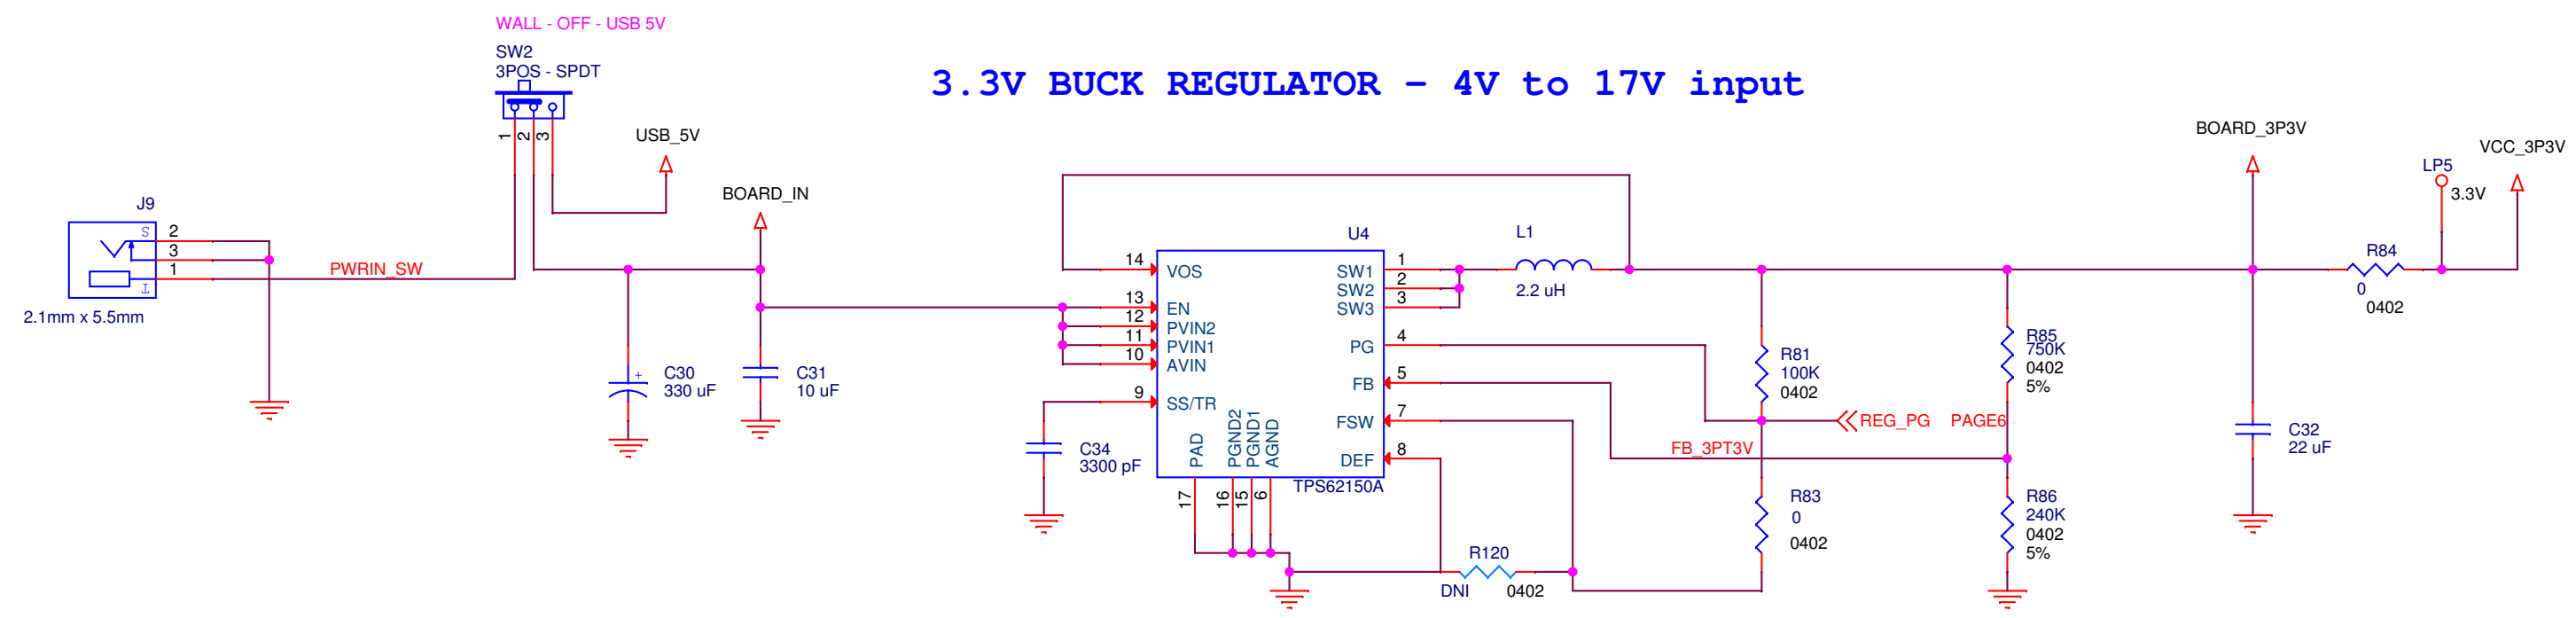 WALL - OFF - USB 5V
SW2
3POS - SPDT
1
2
3
3.3V BUCK REGULATOR - 4V to 17V input
USB_5V
BOARD_IN
J9
S
2
3
1
T
2.1mm x 5.5mm
PWRIN_SW
C30
+
330 uF
C31
10 uF
C34
3300 pF
U4
14
VOS
13
EN
12
PVIN2
11
PVIN1
10
AVIN
9
SS/TR
PAD
PGND2
PGND1
AGND
17
16
15
6
SW1
1
SW2
2
SW3
3
PG
4
FB
5
FSW
7
DEF
8
TPS62150A
L1
2.2 uH
R120
DNI
0402
R81
100K
0402
REG_PG
PAGE6
FB_3PT3V
R83
0
0402
R85
750K
0402
5%
R86
240K
0402
5%
BOARD_3P3V
C32
22 uF
R84
0
0402
LP5
3.3V
VCC_3P3V